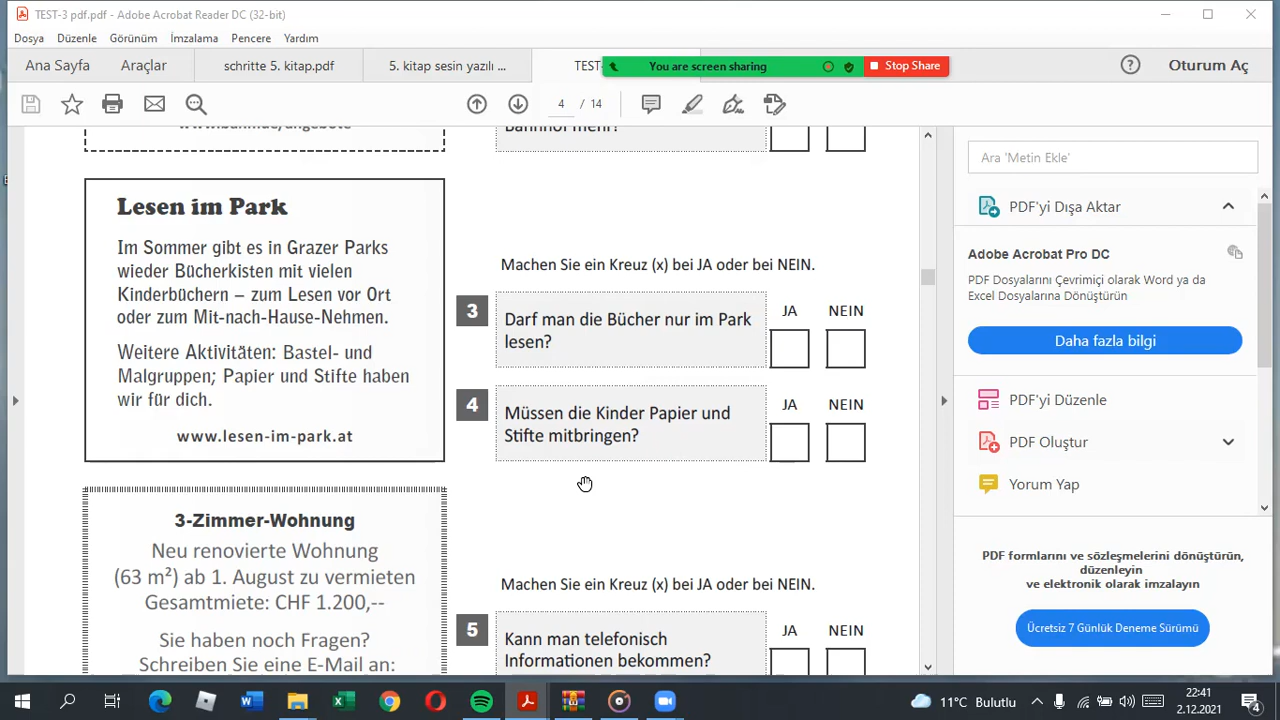 TEST-3 pdf.pdf - Adobe Acrobat Reader DC (32-bit)
Dosya Düzenle Görünüm İmzalama Pencere Yardım
Ana Sayfa Araçlar schritte 5. kitap.pdf 5. kitap sesin yazılı ... TEST- You are screen sharing Stop Share Oturum Aç
4 / 14
www.bahn.de/angebote
Bahnhof mehr?
Lesen im Park
Im Sommer gibt es in Grazer Parks
wieder Bücherkisten mit vielen
Kinderbüchern – zum Lesen vor Ort
oder zum Mit-nach-Hause-Nehmen.
Weitere Aktivitäten: Bastel- und
Malgruppen; Papier und Stifte haben
wir für dich.
www.lesen-im-park.at
Machen Sie ein Kreuz (x) bei JA oder bei NEIN.
3 Darf man die Bücher nur im Park JA NEIN
lesen?
4 Müssen die Kinder Papier und JA NEIN
Stifte mitbringen?
3-Zimmer-Wohnung
Neu renovierte Wohnung
(63 m²) ab 1. August zu vermieten
Gesamtmiete: CHF 1.200,--
Sie haben noch Fragen?
Schreiben Sie eine E-Mail an:
Machen Sie ein Kreuz (x) bei JA oder bei NEIN.
5 Kann man telefonisch JA NEIN
Informationen bekommen?
Ara 'Metin Ekle'
PDF'yi Dışa Aktar
Adobe Acrobat Pro DC
PDF Dosyalarını Çevrimiçi olarak Word ya da
Excel Dosyalarına Dönüştürün
Daha fazla bilgi
PDF'yi Düzenle
PDF Oluştur
Yorum Yap
PDF formlarını ve sözleşmelerini dönüştürün,
düzenleyin
ve elektronik olarak imzalayın
Ücretsiz 7 Günlük Deneme Sürümü
11°C Bulutlu
22:41
2.12.2021
4